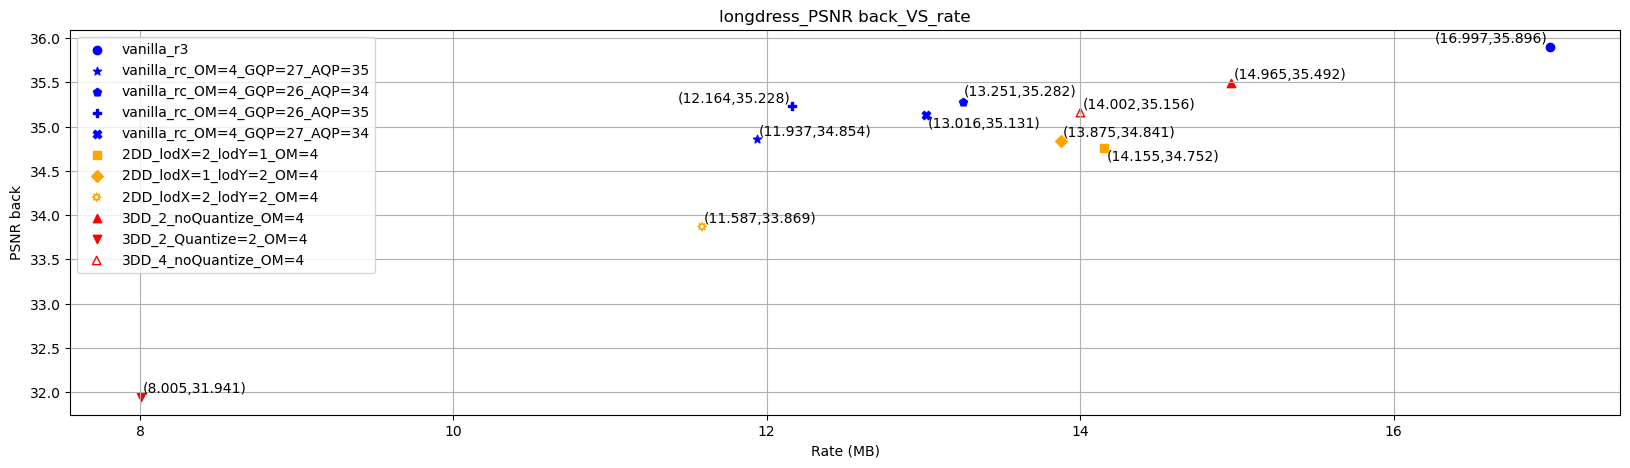 longdress_PSNR back_VS_rate
36.0
35.5
35.0
34.5
34.0
33.5
33.0
32.5
32.0
PSNR back
vanilla_r3
vanilla_rc_OM=4_GQP=27_AQP=35
vanilla_rc_OM=4_GQP=26_AQP=34
vanilla_rc_OM=4_GQP=26_AQP=35
vanilla_rc_OM=4_GQP=27_AQP=34
2DD_lodX=2_lodY=1_OM=4
2DD_lodX=1_lodY=2_OM=4
2DD_lodX=2_lodY=2_OM=4
3DD_2_noQuantize_OM=4
3DD_2_Quantize=2_OM=4
3DD_4_noQuantize_OM=4
(16.997,35.896)
(14.965,35.492)
(13.251,35.282)
(12.164,35.228)
(14.002,35.156)
(13.016,35.131)
(11.937,34.854)
(13.875,34.841)
(14.155,34.752)
(11.587,33.869)
(8.005,31.941)
8
10
12
14
16
Rate (MB)